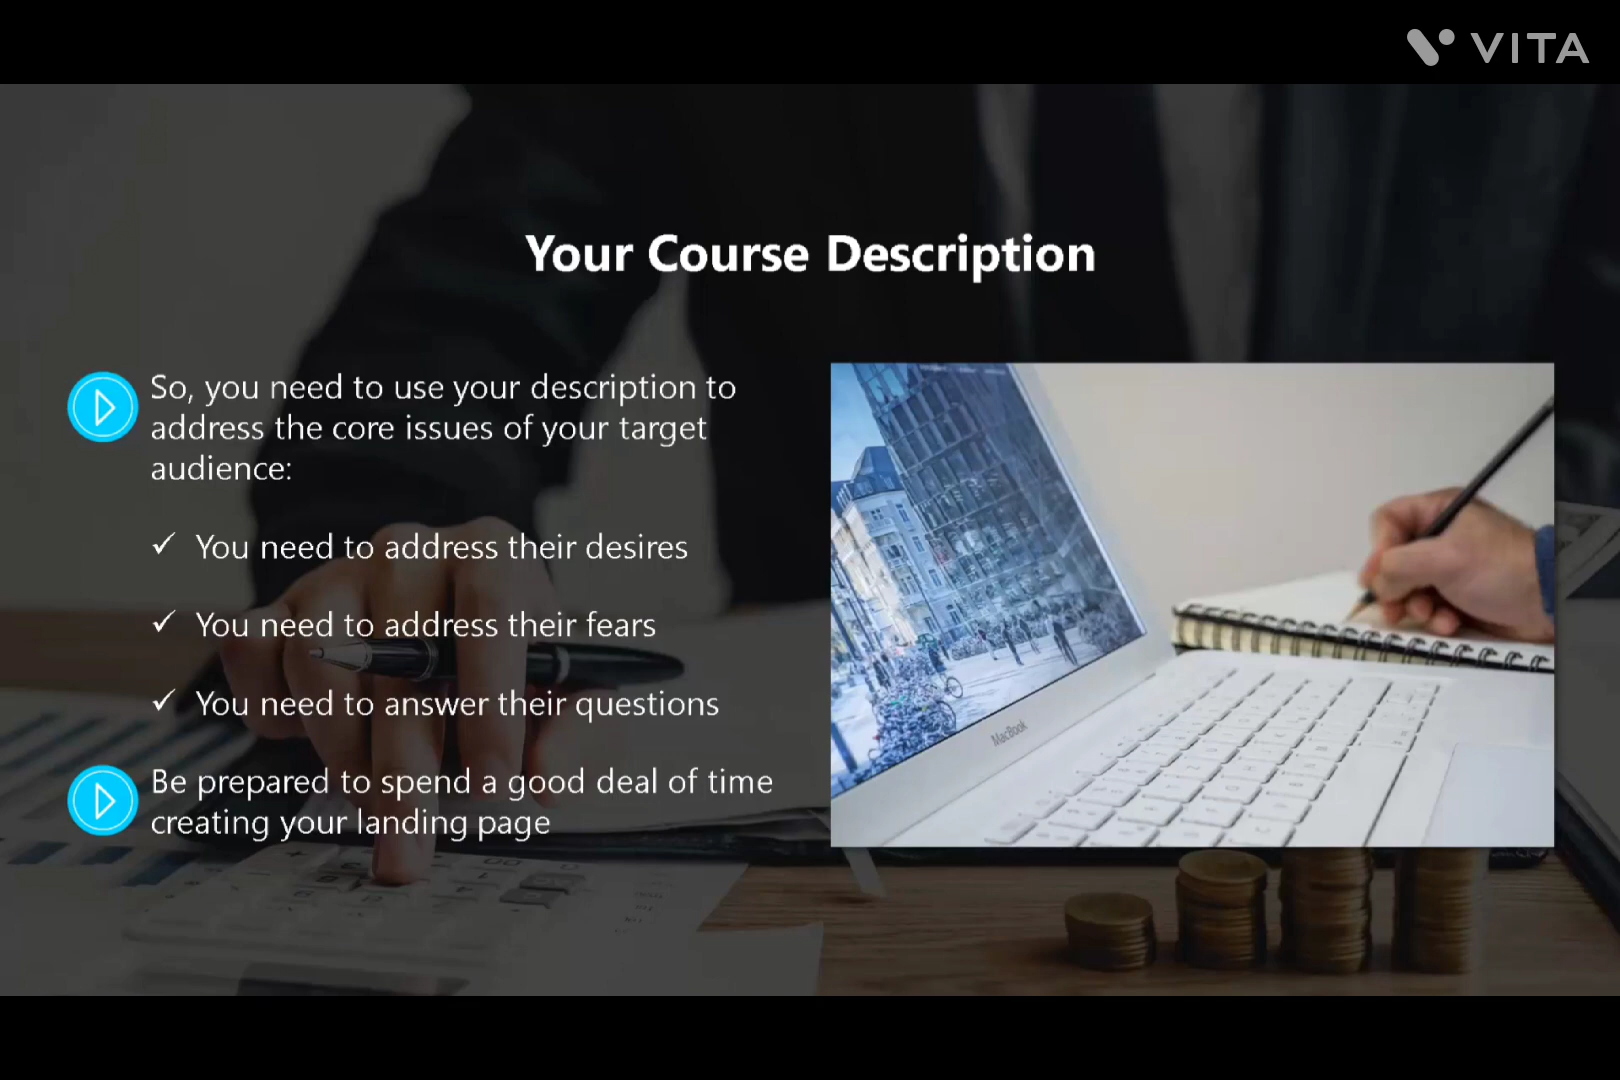 VITA
Your Course Description
So, you need to use your description to
address the core issues of your target
audience:
✓ You need to address their desires
✓ You need to address their fears
✓ You need to answer their questions
Be prepared to spend a good deal of time
creating your landing page
MacBook